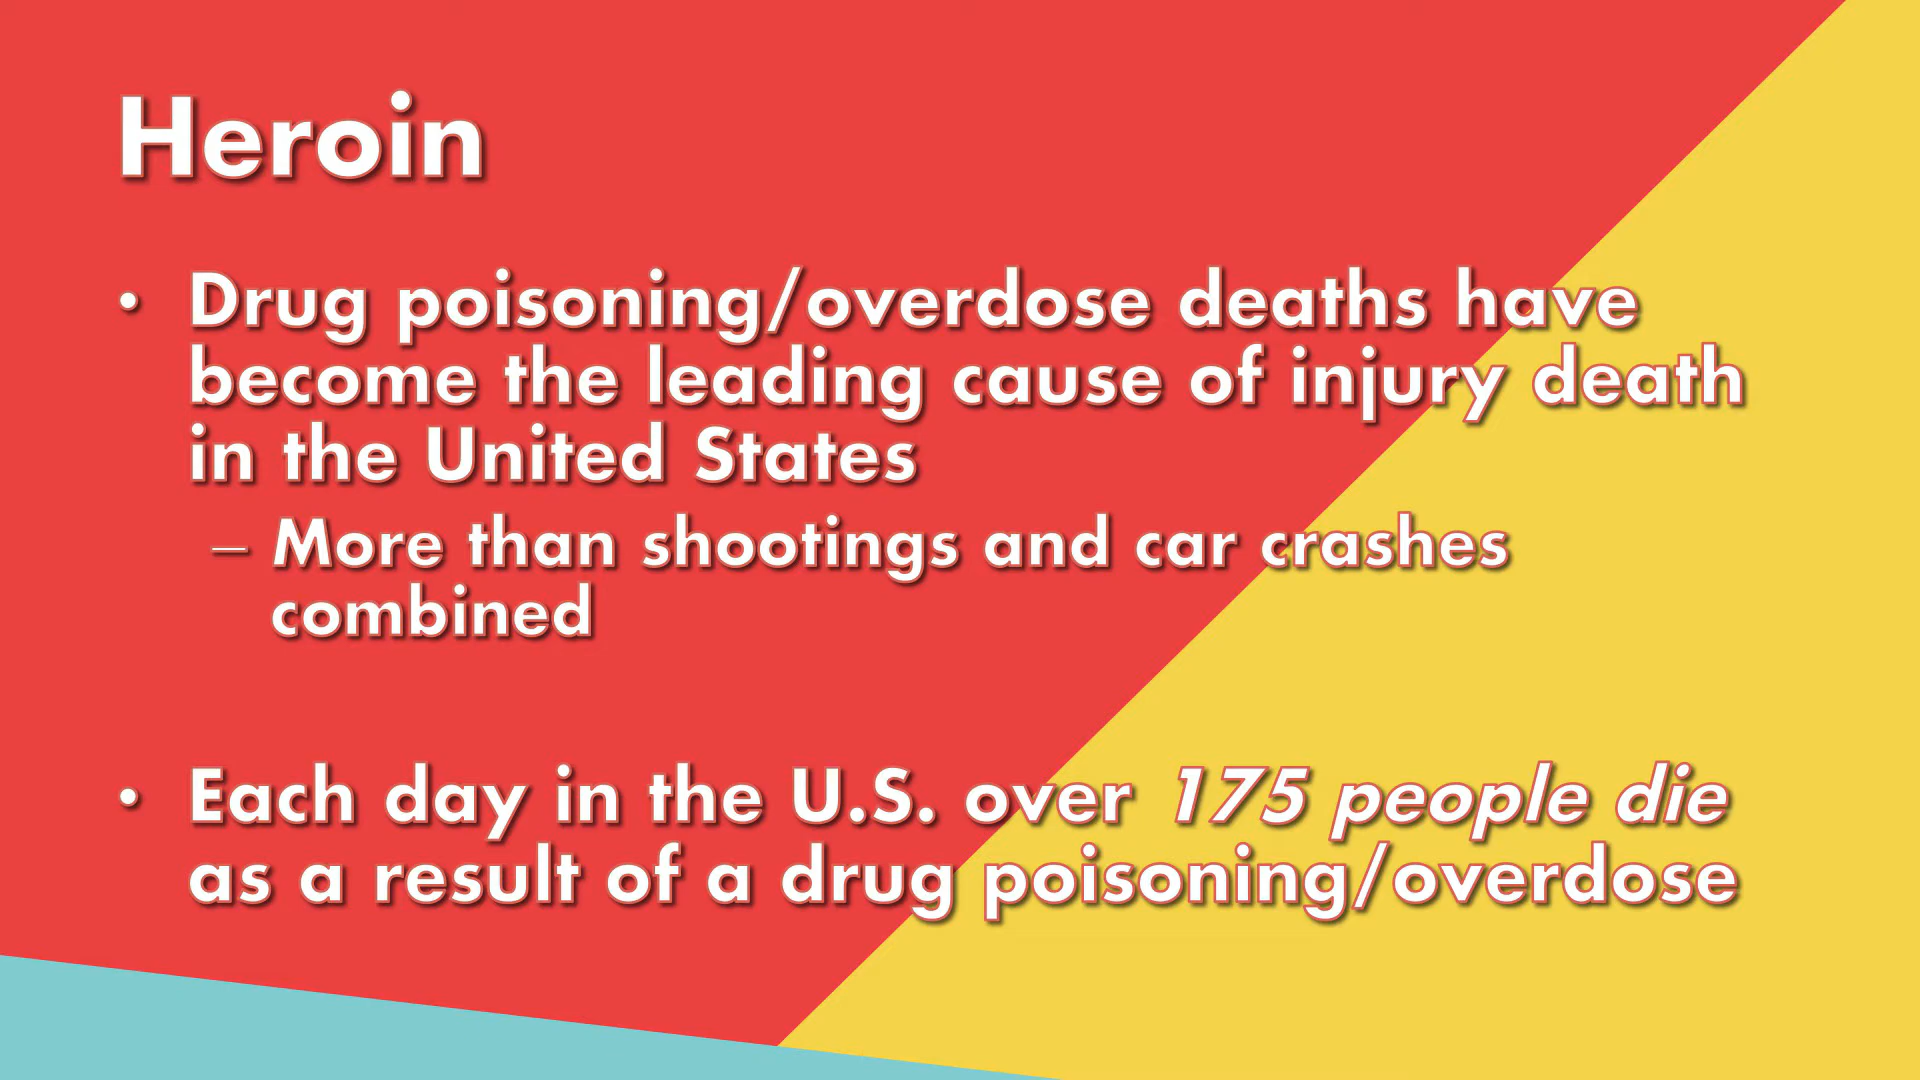 Heroin
• Drug poisoning/overdose deaths have
become the leading cause of injury death
in the United States
– More than shootings and car crashes
combined
• Each day in the U.S. over 175 people die
as a result of a drug poisoning/overdose